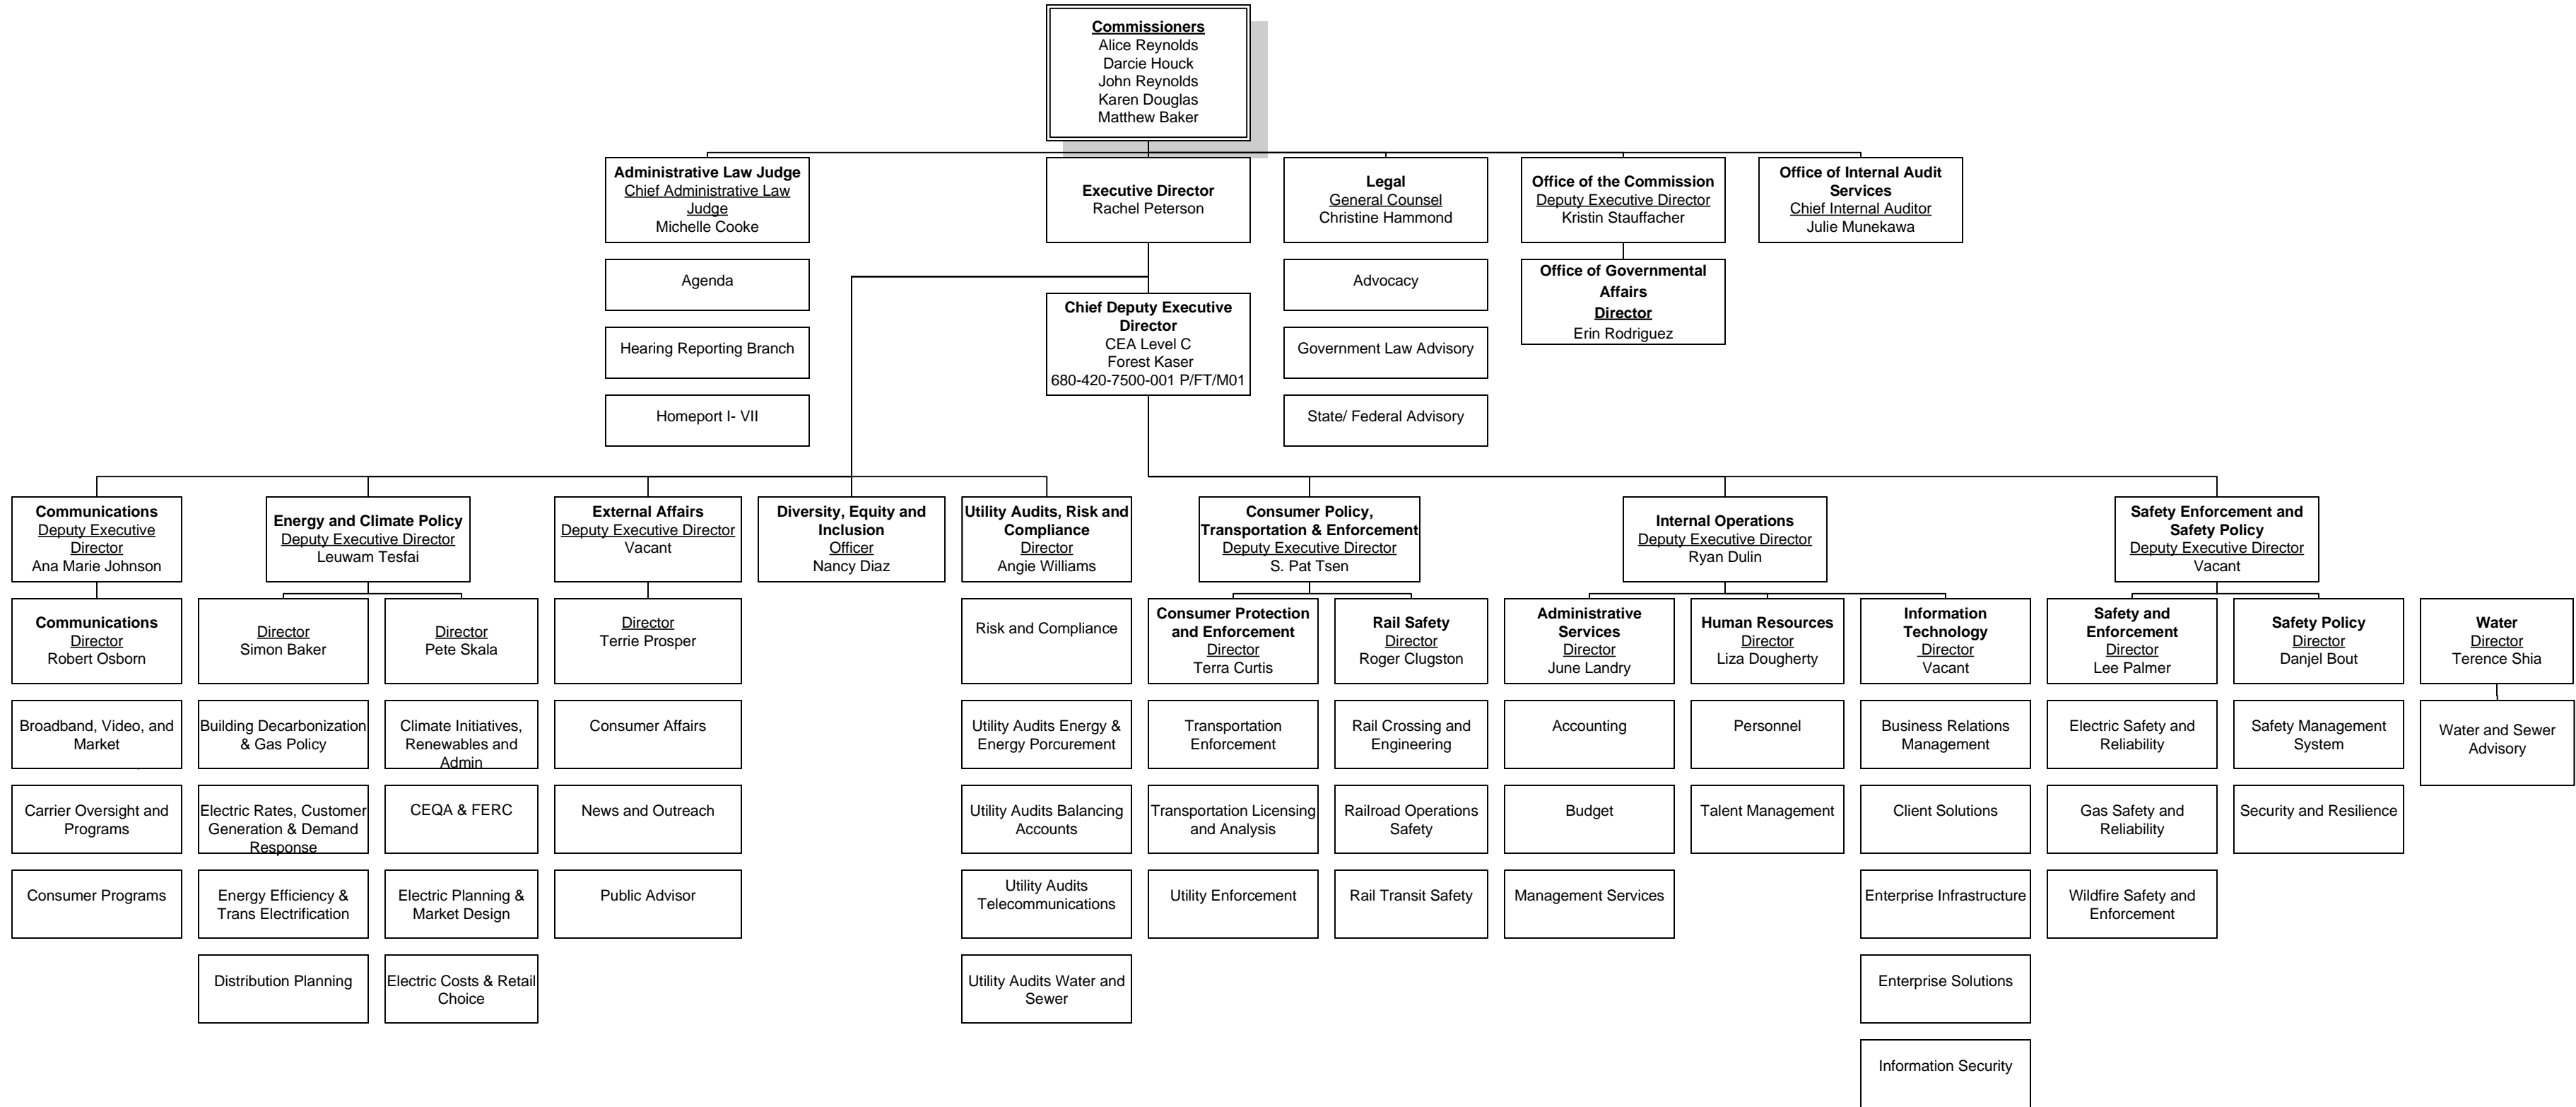 Commissioners
Alice Reynolds
Darcie Houck
John Reynolds
Karen Douglas
Matthew Baker
Administrative Law Judge
Chief Administrative Law
Judge
Michelle Cooke
Executive Director
Rachel Peterson
Legal
General Counsel
Christine Hammond
Office of the Commission
Deputy Executive Director
Kristin Stauffacher
Office of Internal Audit
Services
Chief Internal Auditor
Julie Munekawa
Agenda
Hearing Reporting Branch
Homeport I- VII
Chief Deputy Executive
Director
CEA Level C
Forest Kaser
680-420-7500-001 P/FT/M01
Advocacy
Government Law Advisory
State/ Federal Advisory
Office of Governmental
Affairs
Director
Erin Rodriguez
Communications
Deputy Executive
Director
Ana Marie Johnson
Energy and Climate Policy
Deputy Executive Director
Leuwam Tesfai
External Affairs
Deputy Executive Director
Vacant
Diversity, Equity and
Inclusion
Officer
Nancy Diaz
Utility Audits, Risk and
Compliance
Director
Angie Williams
Consumer Policy,
Transportation & Enforcement
Deputy Executive Director
S. Pat Tsen
Internal Operations
Deputy Executive Director
Ryan Dulin
Safety Enforcement and
Safety Policy
Deputy Executive Director
Vacant
Communications
Director
Robert Osborn
Director
Simon Baker
Director
Pete Skala
Director
Terrie Prosper
Risk and Compliance
Consumer Protection
and Enforcement
Director
Terra Curtis
Rail Safety
Director
Roger Clugston
Administrative
Services
Director
June Landry
Human Resources
Director
Liza Dougherty
Information
Technology
Director
Vacant
Safety and
Enforcement
Director
Lee Palmer
Safety Policy
Director
Danjel Bout
Water
Director
Terence Shia
Broadband, Video, and
Market
Building Decarbonization
& Gas Policy
Climate Initiatives,
Renewables and
Admin
Consumer Affairs
Utility Audits Energy &
Energy Porcurement
Transportation
Enforcement
Rail Crossing and
Engineering
Accounting
Personnel
Business Relations
Management
Electric Safety and
Reliability
Safety Management
System
Water and Sewer
Advisory
Carrier Oversight and
Programs
Electric Rates, Customer
Generation & Demand
Response
CEQA & FERC
News and Outreach
Utility Audits Balancing
Accounts
Transportation Licensing
and Analysis
Railroad Operations
Safety
Budget
Talent Management
Client Solutions
Gas Safety and
Reliability
Security and Resilience
Consumer Programs
Energy Efficiency &
Trans Electrification
Electric Planning &
Market Design
Public Advisor
Utility Audits
Telecommunications
Utility Enforcement
Rail Transit Safety
Management Services
Enterprise Infrastructure
Wildfire Safety and
Enforcement
Distribution Planning
Electric Costs & Retail
Choice
Utility Audits Water and
Sewer
Enterprise Solutions
Information Security